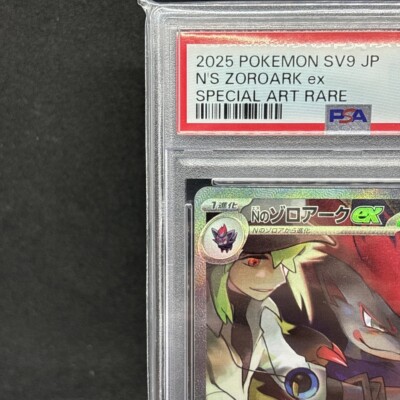 2025 POKEMON SV9 JP
N'S ZOROARK ex
SPECIAL ART RARE
PSA
1進化
Nのゾロアークex
Nのゾロアから進化